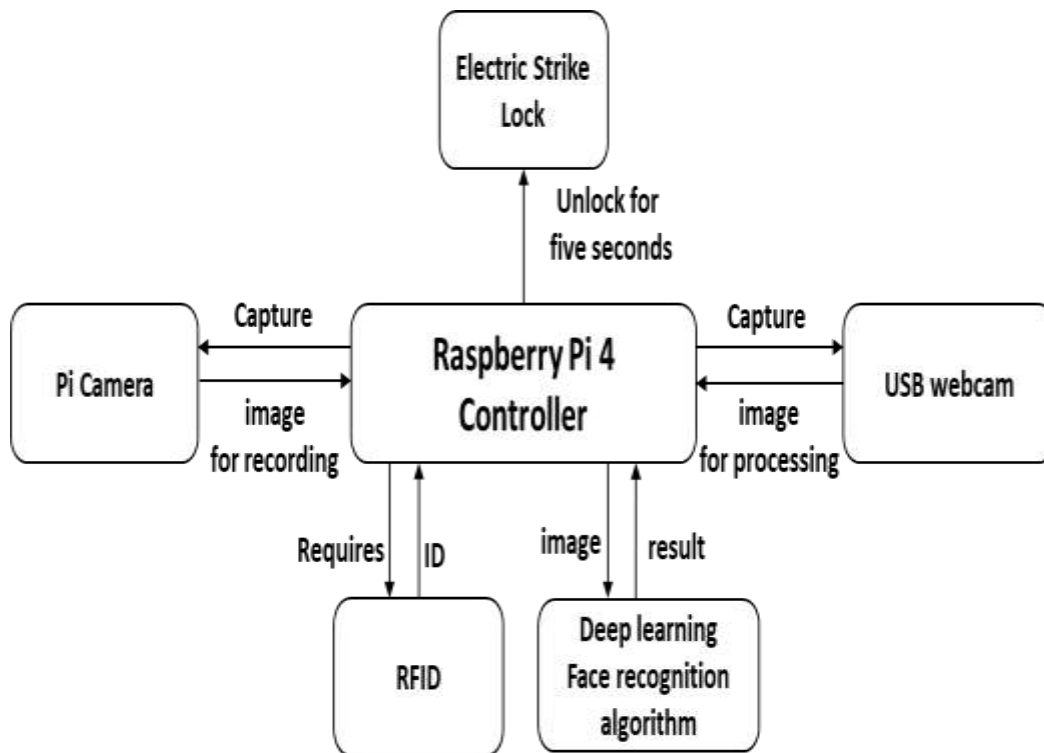 Electric Strike
Lock
Unlock for
five seconds
Capture
Capture
Pi Camera
Raspberry Pi 4
Controller
USB webcam
image
for recording
image
for processing
Requires
ID
image
result
RFID
Deep learning
Face recognition
algorithm